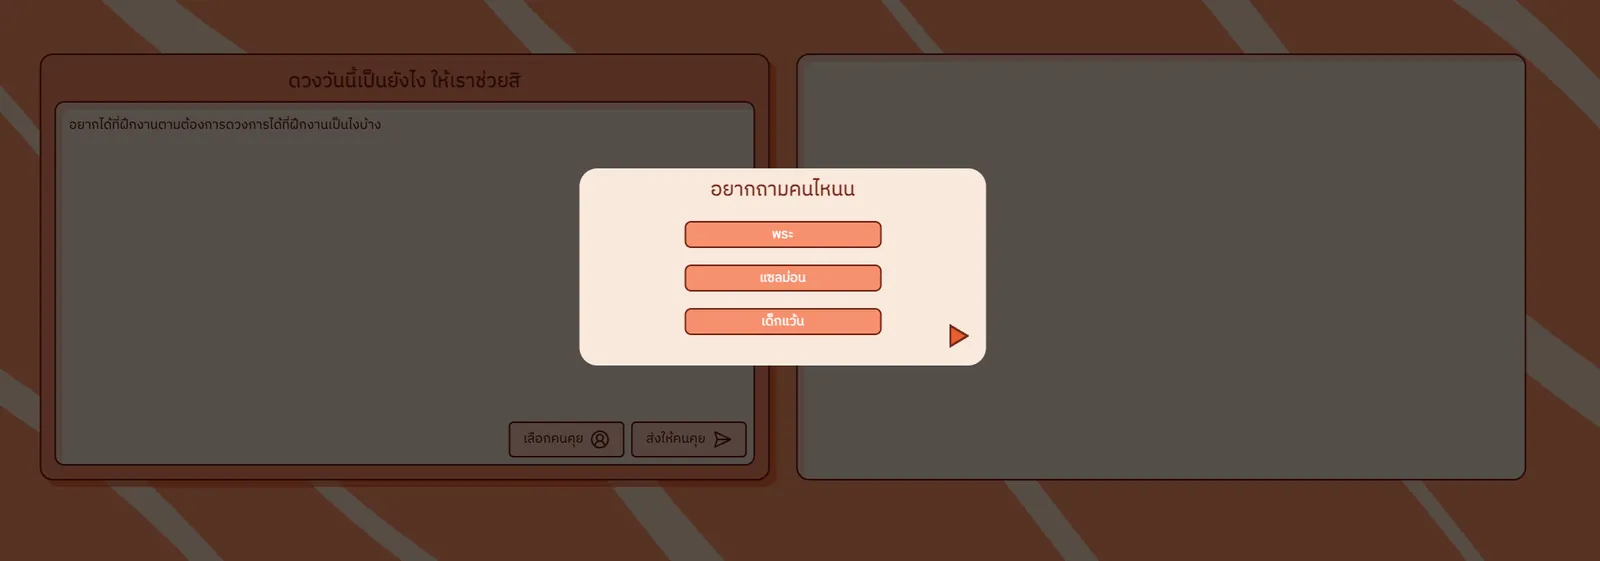 ดวงวันนี้เป็นยังไง ให้เราช่วยสิ
อยากได้ที่ฝึกงานตามต้องการดวงการได้ที่ฝึกงานเป็นไงบ้าง
อยากถามคนไหนน
พระ
แซลม่อน
เด็กแว้น
เลือกคนคุย
ส่งให้คนคุย